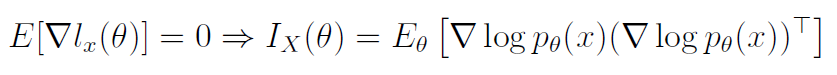 E[∇l_x(θ)] = 0 ⇒ I_X(θ) = E_θ [∇ log p_θ(x)(∇ log p_θ(x))^⊤]